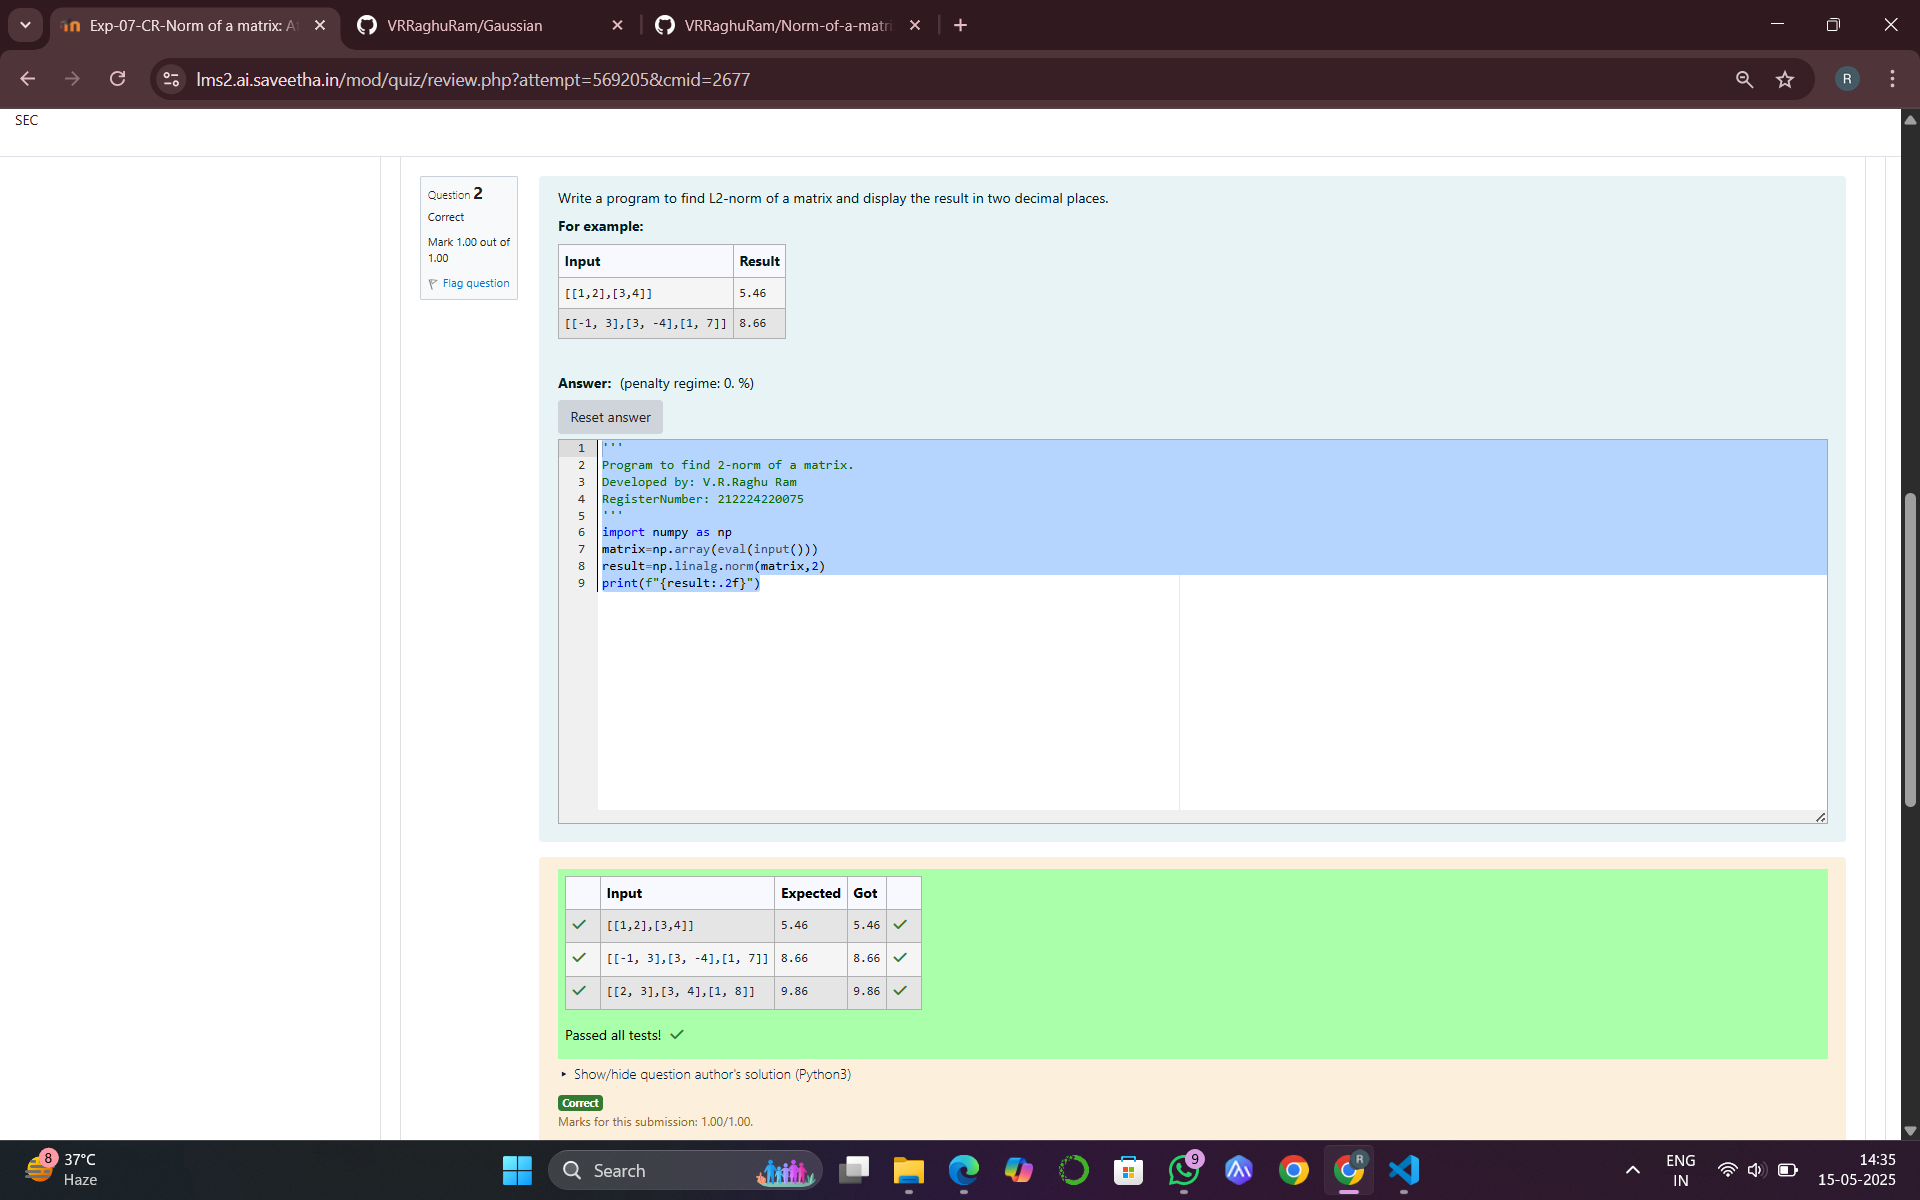 Exp-07-CR-Norm of a matrix: A
VRRaghuRam/Gaussian
VRRaghuRam/Norm-of-a-matri
lms2.ai.saveetha.in/mod/quiz/review.php?attempt=569205&cmid=2677
R
SEC
Question 2
Correct
Mark 1.00 out of
1.00
Flag question
Write a program to find L2-norm of a matrix and display the result in two decimal places.
For example:
Input Result
[[1,2],[3,4]] 5.46
[[-1, 3],[3, -4],[1, 7]] 8.66
Answer: (penalty regime: 0. %)
Reset answer
1 '''
2 Program to find 2-norm of a matrix.
3 Developed by: V.R.Raghu Ram
4 RegisterNumber: 212224220075
5 '''
6 import numpy as np
7 matrix=np.array(eval(input()))
8 result=np.linalg.norm(matrix,2)
9 print(f"{result:.2f}")
Input Expected Got
[[1,2],[3,4]] 5.46 5.46
[[-1, 3],[3, -4],[1, 7]] 8.66 8.66
[[2, 3],[3, 4],[1, 8]] 9.86 9.86
Passed all tests!
Show/hide question author's solution (Python3)
Correct
Marks for this submission: 1.00/1.00.
8
37°C
Haze
Search
9
R
ENG
IN
14:35
15-05-2025